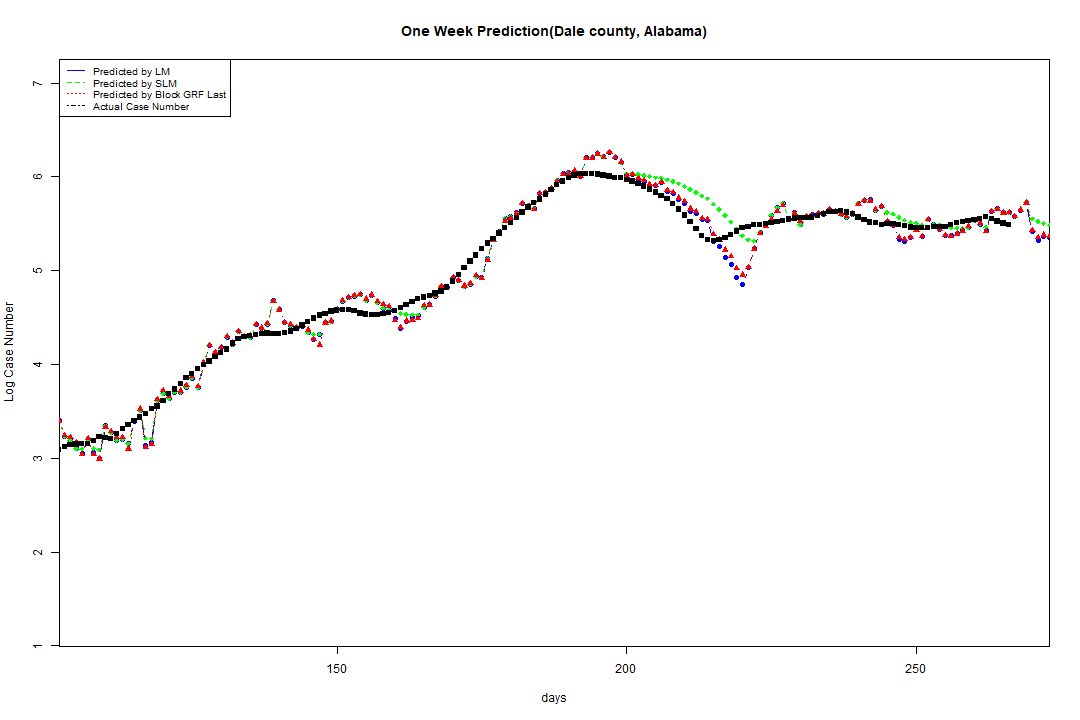 One Week Prediction(Dale county, Alabama)
Predicted by LM
Predicted by SLM
Predicted by Block GRF Last
Actual Case Number
7
6
5
4
3
2
1
Log Case Number
150
200
250
days